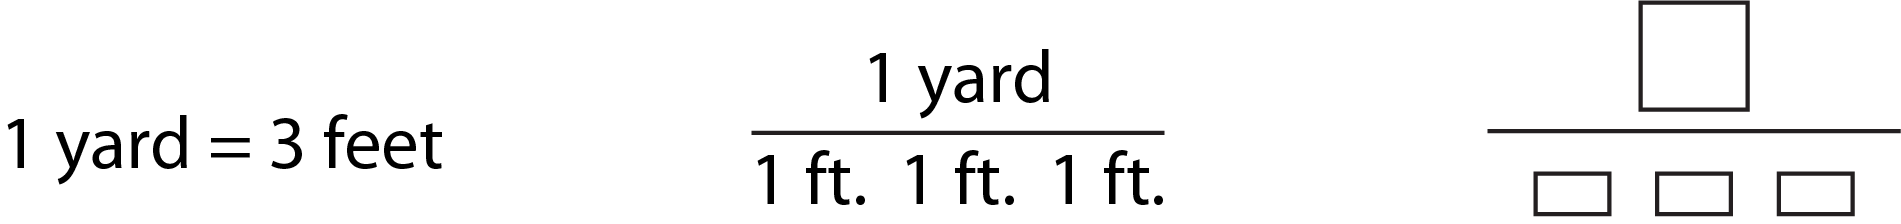 1 yard = 3 feet
1 yard
1 ft. 1 ft. 1 ft.